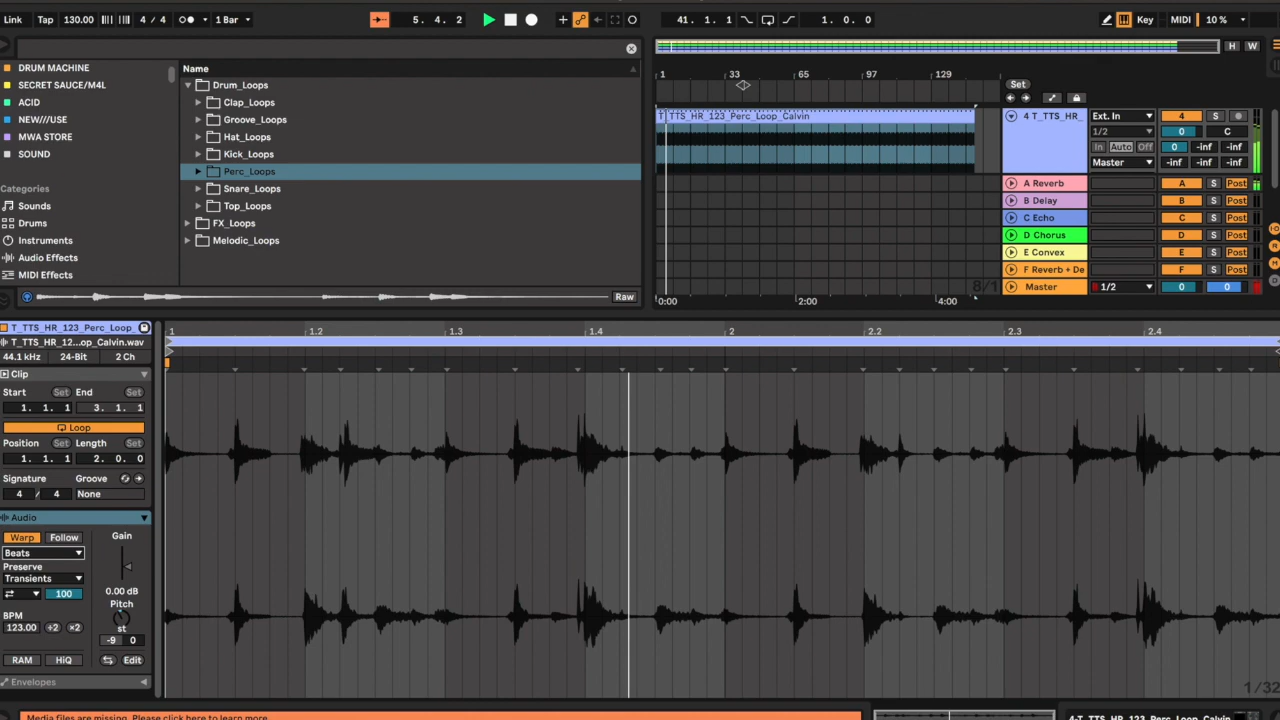 Link Tap 130.00 4 / 4 1 Bar 5. 4. 2 41. 1. 1 1. 0. 0 Key MIDI 10 %
H W
DRUM MACHINE
SECRET SAUCE/M4L
ACID
NEW///USE
MWA STORE
SOUND
Categories
Sounds
Drums
Instruments
Audio Effects
MIDI Effects
Name
Drum_Loops
Clap_Loops
Groove_Loops
Hat_Loops
Kick_Loops
Perc_Loops
Snare_Loops
Top_Loops
FX_Loops
Melodic_Loops
Raw
1 33 65 97 129
Set
T_TTS_HR_123_Perc_Loop_Calvin
4 T_TTS_HR_ Ext. In 4 S
1/2 0 C
In Auto Off 0 -inf -inf
Master -inf -inf -inf
A Reverb A S Post
B Delay B S Post
C Echo C S Post
D Chorus D S Post
E Convex E S Post
F Reverb + De F S Post
Master 1/2 0 0
8/1
0:00 2:00 4:00
T_TTS_HR_123_Perc_Loop_
T_TTS_HR_12...op_Calvin.wav
44.1 kHz 24-Bit 2 Ch
Clip
Start Set End Set
1. 1. 1 3. 1. 1
Loop
Position Set Length Set
1. 1. 1 2. 0. 0
Signature Groove
4 / 4 None
Audio
Warp Follow Gain
Beats
Preserve
Transients
100 0.00 dB
BPM Pitch
123.00 ÷2 ×2 st
-9 0
RAM HiQ Edit
Envelopes
1 1.2 1.3 1.4 2 2.2 2.3 2.4
1/32
Media files are missing. Please click here to learn more.
4-T_TTS_HR_123_Perc_Loop_Calvin